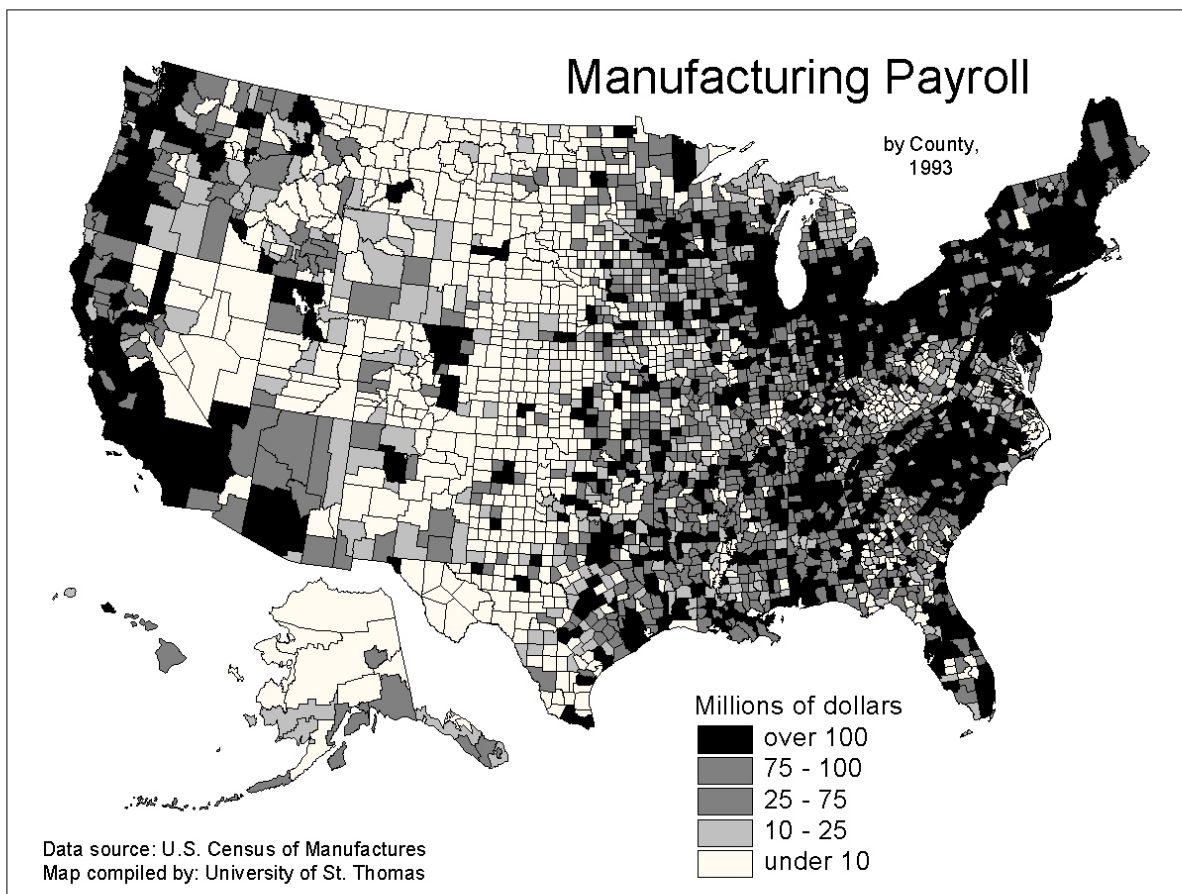 Manufacturing Payroll
by County,
1993
Millions of dollars
over 100
75 - 100
25 - 75
10 - 25
under 10
Data source: U.S. Census of Manufactures
Map compiled by: University of St. Thomas